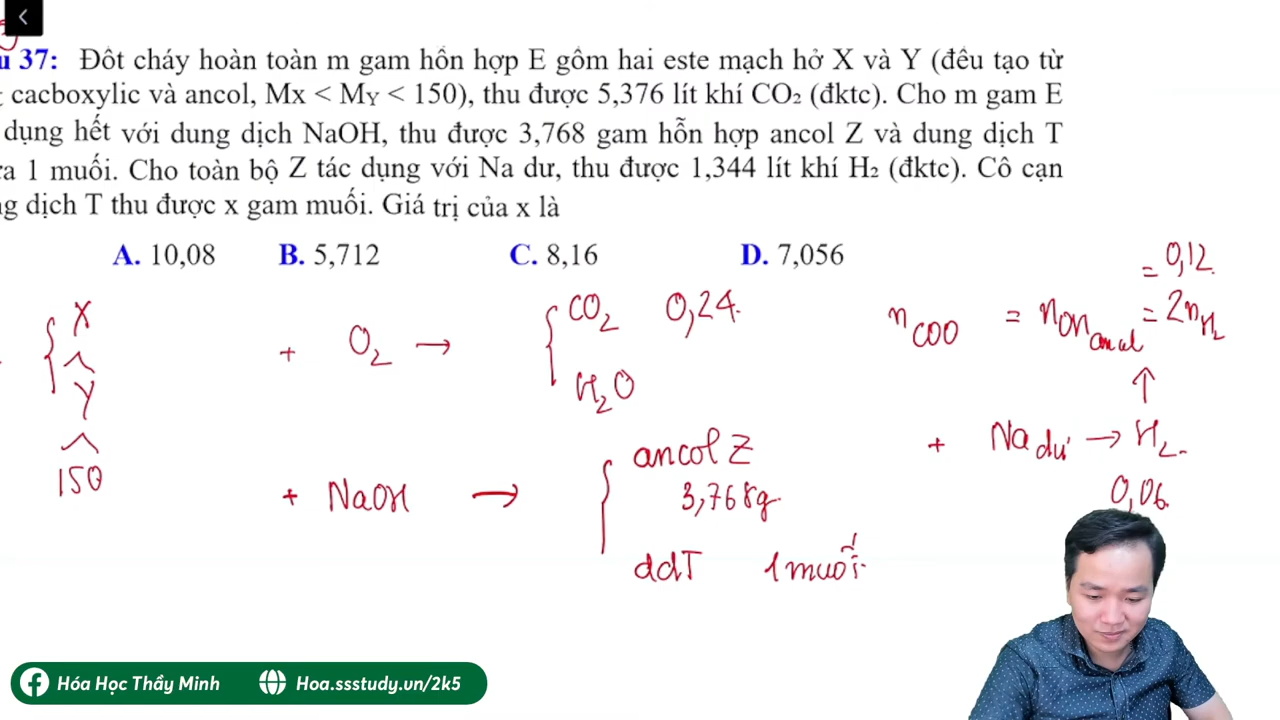 u 37: Đốt cháy hoàn toàn m gam hỗn hợp E gồm hai este mạch hở X và Y (đều tạo từ
cacboxylic và ancol, Mx < MY < 150), thu được 5,376 lít khí CO₂ (đktc). Cho m gam E
dụng hết với dung dịch NaOH, thu được 3,768 gam hỗn hợp ancol Z và dung dịch T
a 1 muối. Cho toàn bộ Z tác dụng với Na dư, thu được 1,344 lít khí H₂ (đktc). Cô cạn
g dịch T thu được x gam muối. Giá trị của x là
A. 10,08 B. 5,712 C. 8,16 D. 7,056
= 0,12
X + O₂ → CO₂ 0,24 n COO = n OH ancol = 2n H₂
^
Y H₂O ↑
^ ancol Z + Na dư → H₂
150 + NaOH → 3,768g 0,06
ddT 1 muối
Hóa Học Thầy Minh Hoa.ssstudy.vn/2k5